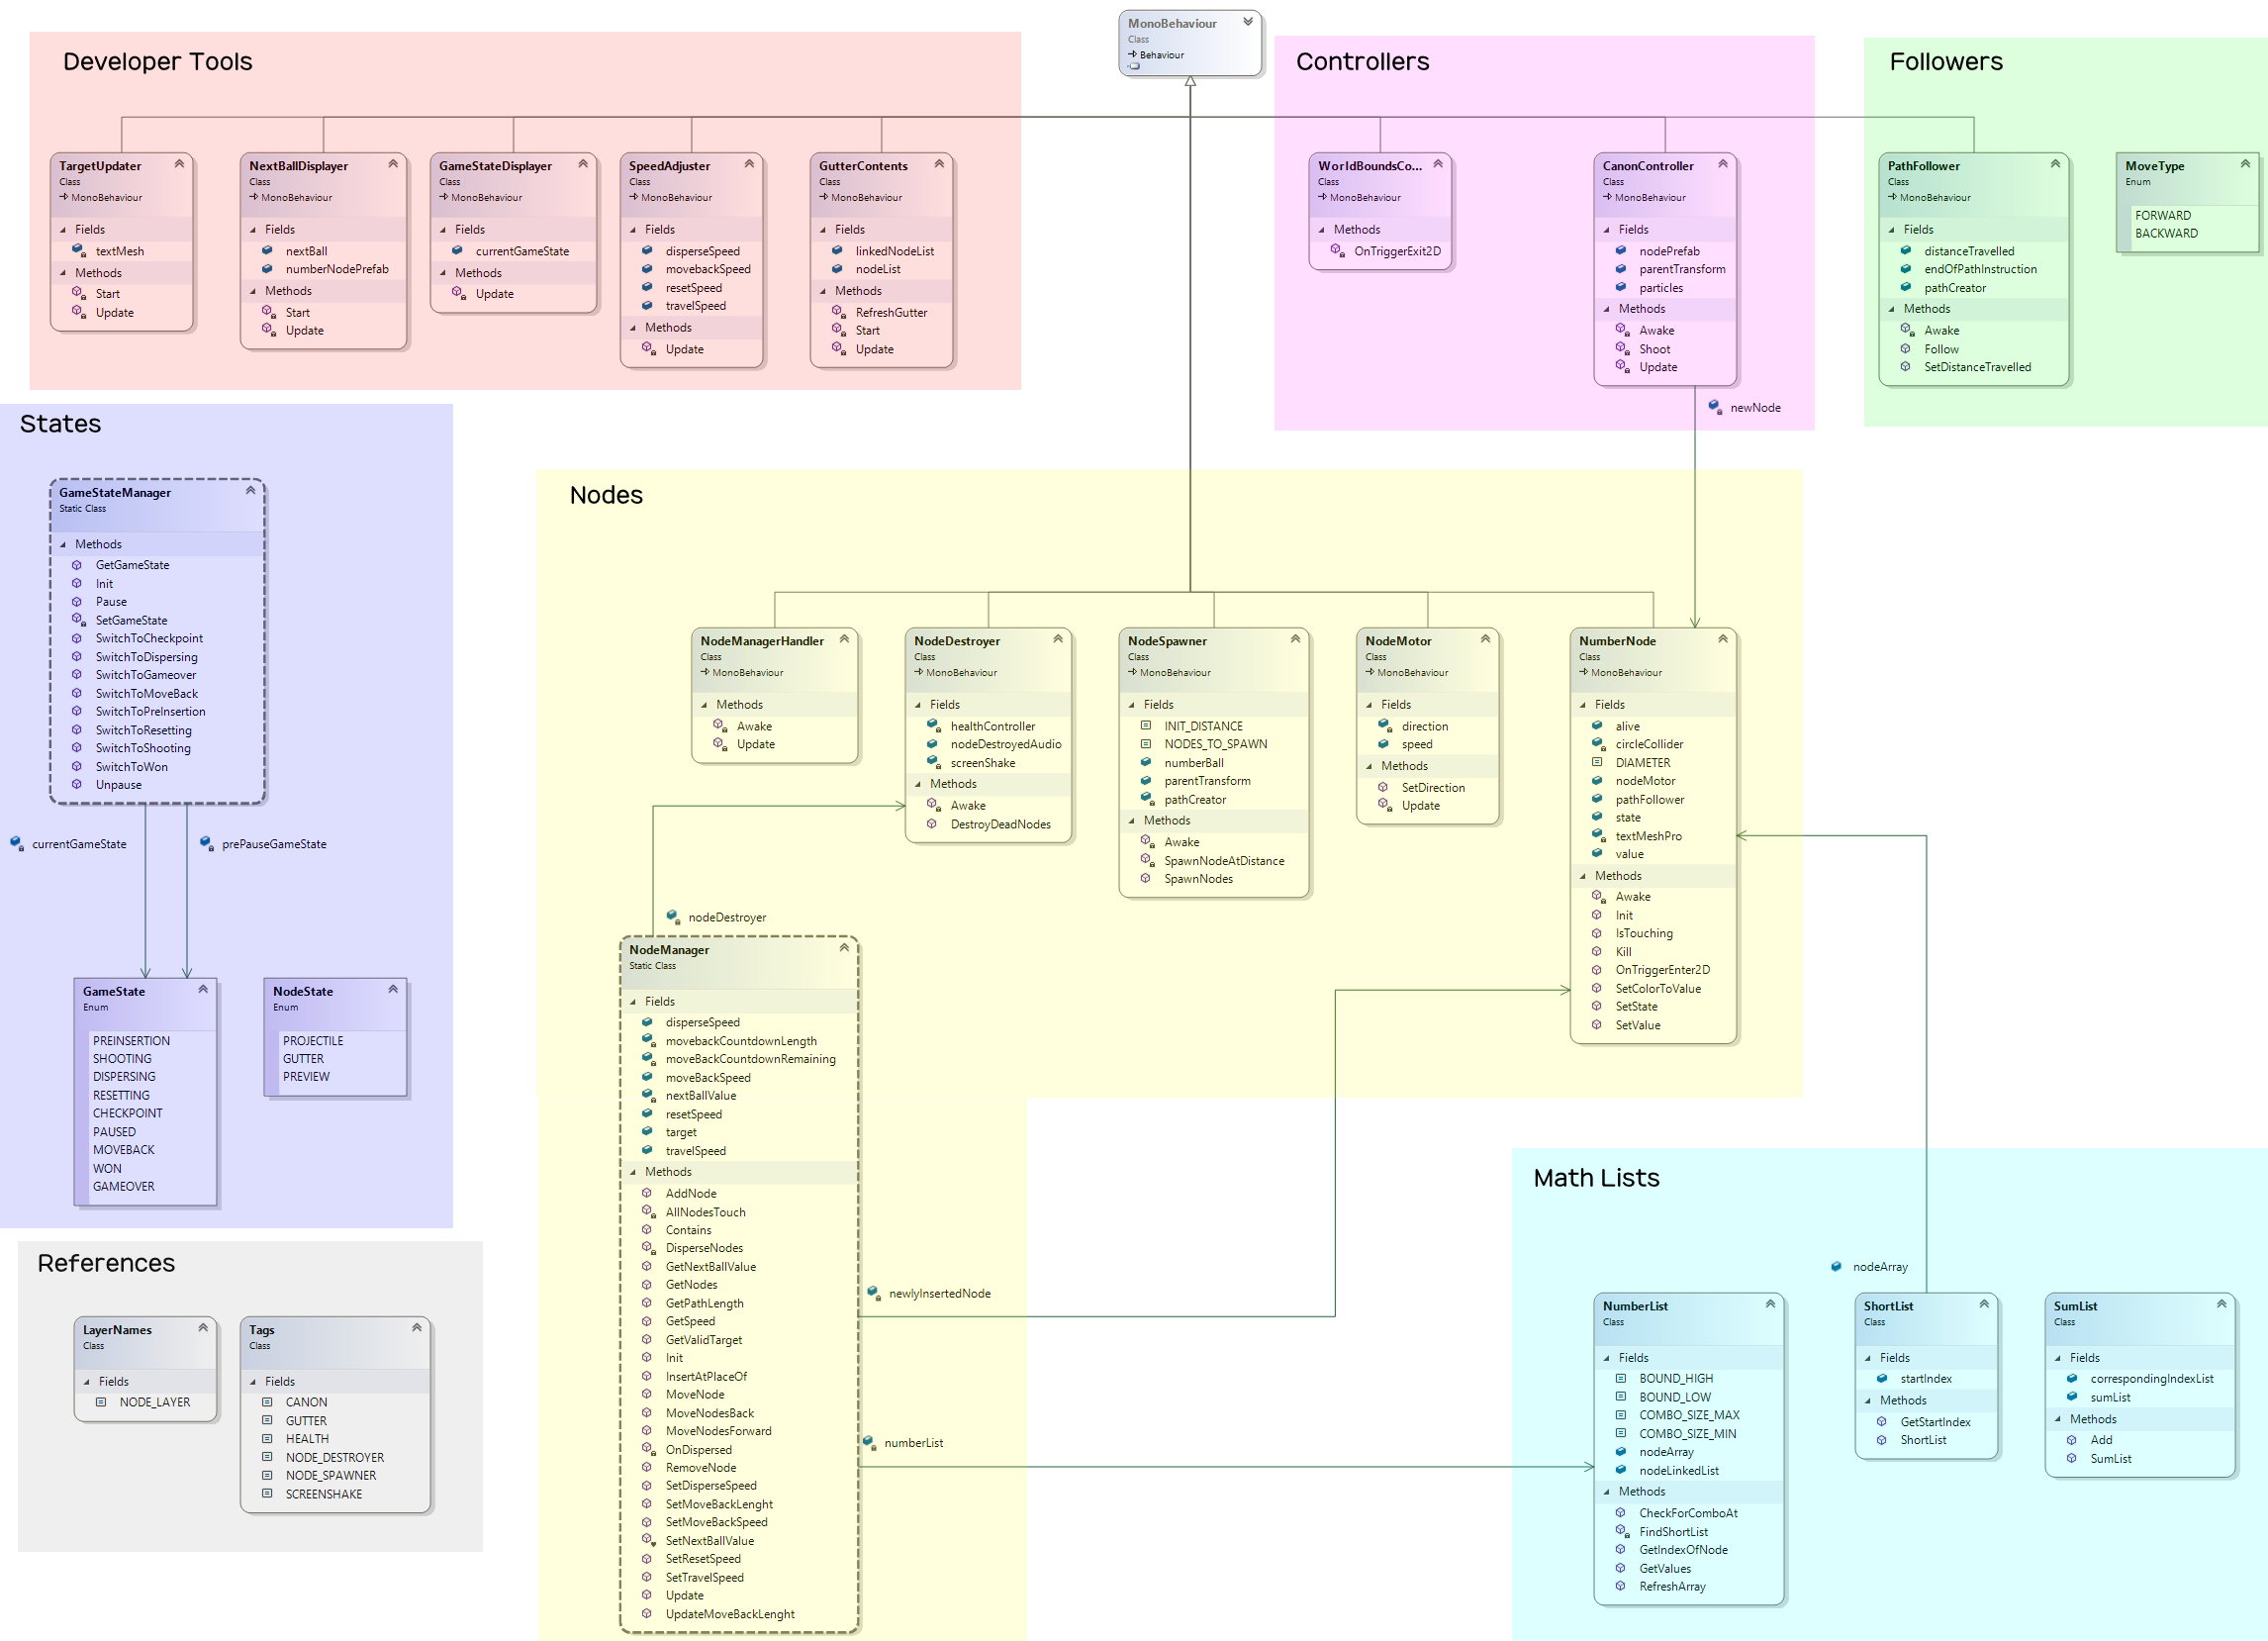 MonoBehaviour
Class
Behaviour
Developer Tools
TargetUpdater
Class
MonoBehaviour
Fields
textMesh
Methods
Start
Update
NextBallDisplayer
Class
MonoBehaviour
Fields
nextBall
numberNodePrefab
Methods
Start
Update
GameStateDisplayer
Class
MonoBehaviour
Fields
currentGameState
Methods
Update
SpeedAdjuster
Class
MonoBehaviour
Fields
disperseSpeed
movebackSpeed
resetSpeed
travelSpeed
Methods
Update
GutterContents
Class
MonoBehaviour
Fields
linkedNodeList
nodeList
Methods
RefreshGutter
Start
Update
Controllers
WorldBoundsCo...
Class
MonoBehaviour
Methods
OnTriggerExit2D
CanonController
Class
MonoBehaviour
Fields
nodePrefab
parentTransform
particles
Methods
Awake
Shoot
Update
newNode
Followers
PathFollower
Class
MonoBehaviour
Fields
distanceTravelled
endOfPathInstruction
pathCreator
Methods
Awake
Follow
SetDistanceTravelled
MoveType
Enum
FORWARD
BACKWARD
States
GameStateManager
Static Class
Methods
GetGameState
Init
Pause
SetGameState
SwitchToCheckpoint
SwitchToDispersing
SwitchToGameover
SwitchToMoveBack
SwitchToPreInsertion
SwitchToResetting
SwitchToShooting
SwitchToWon
Unpause
currentGameState
prePauseGameState
GameState
Enum
PREINSERTION
SHOOTING
DISPERSING
RESETTING
CHECKPOINT
PAUSED
MOVEBACK
WON
GAMEOVER
NodeState
Enum
PROJECTILE
GUTTER
PREVIEW
Nodes
NodeManagerHandler
Class
MonoBehaviour
Methods
Awake
Update
NodeDestroyer
Class
MonoBehaviour
Fields
healthController
nodeDestroyedAudio
screenShake
Methods
Awake
DestroyDeadNodes
NodeSpawner
Class
MonoBehaviour
Fields
INIT_DISTANCE
NODES_TO_SPAWN
numberBall
parentTransform
pathCreator
Methods
Awake
SpawnNodeAtDistance
SpawnNodes
NodeMotor
Class
MonoBehaviour
Fields
direction
speed
Methods
SetDirection
Update
NumberNode
Class
MonoBehaviour
Fields
alive
circleCollider
DIAMETER
nodeMotor
pathFollower
state
textMeshPro
value
Methods
Awake
Init
IsTouching
Kill
OnTriggerEnter2D
SetColorToValue
SetState
SetValue
nodeDestroyer
NodeManager
Static Class
Fields
disperseSpeed
movebackCountdownLength
moveBackCountdownRemaining
moveBackSpeed
nextBallValue
resetSpeed
target
travelSpeed
Methods
AddNode
AllNodesTouch
Contains
DisperseNodes
GetNextBallValue
GetNodes
GetPathLength
GetSpeed
GetValidTarget
Init
InsertAtPlaceOf
MoveNode
MoveNodesBack
MoveNodesForward
OnDispersed
RemoveNode
SetDisperseSpeed
SetMoveBackLenght
SetMoveBackSpeed
SetNextBallValue
SetResetSpeed
SetTravelSpeed
Update
UpdateMoveBackLenght
newlyInsertedNode
numberList
References
LayerNames
Class
Fields
NODE_LAYER
Tags
Class
Fields
CANON
GUTTER
HEALTH
NODE_DESTROYER
NODE_SPAWNER
SCREENSHAKE
Math Lists
nodeArray
NumberList
Class
Fields
BOUND_HIGH
BOUND_LOW
COMBO_SIZE_MAX
COMBO_SIZE_MIN
nodeArray
nodeLinkedList
Methods
CheckForComboAt
FindShortList
GetIndexOfNode
GetValues
RefreshArray
ShortList
Class
Fields
startIndex
Methods
GetStartIndex
ShortList
SumList
Class
Fields
correspondingIndexList
sumList
Methods
Add
SumList